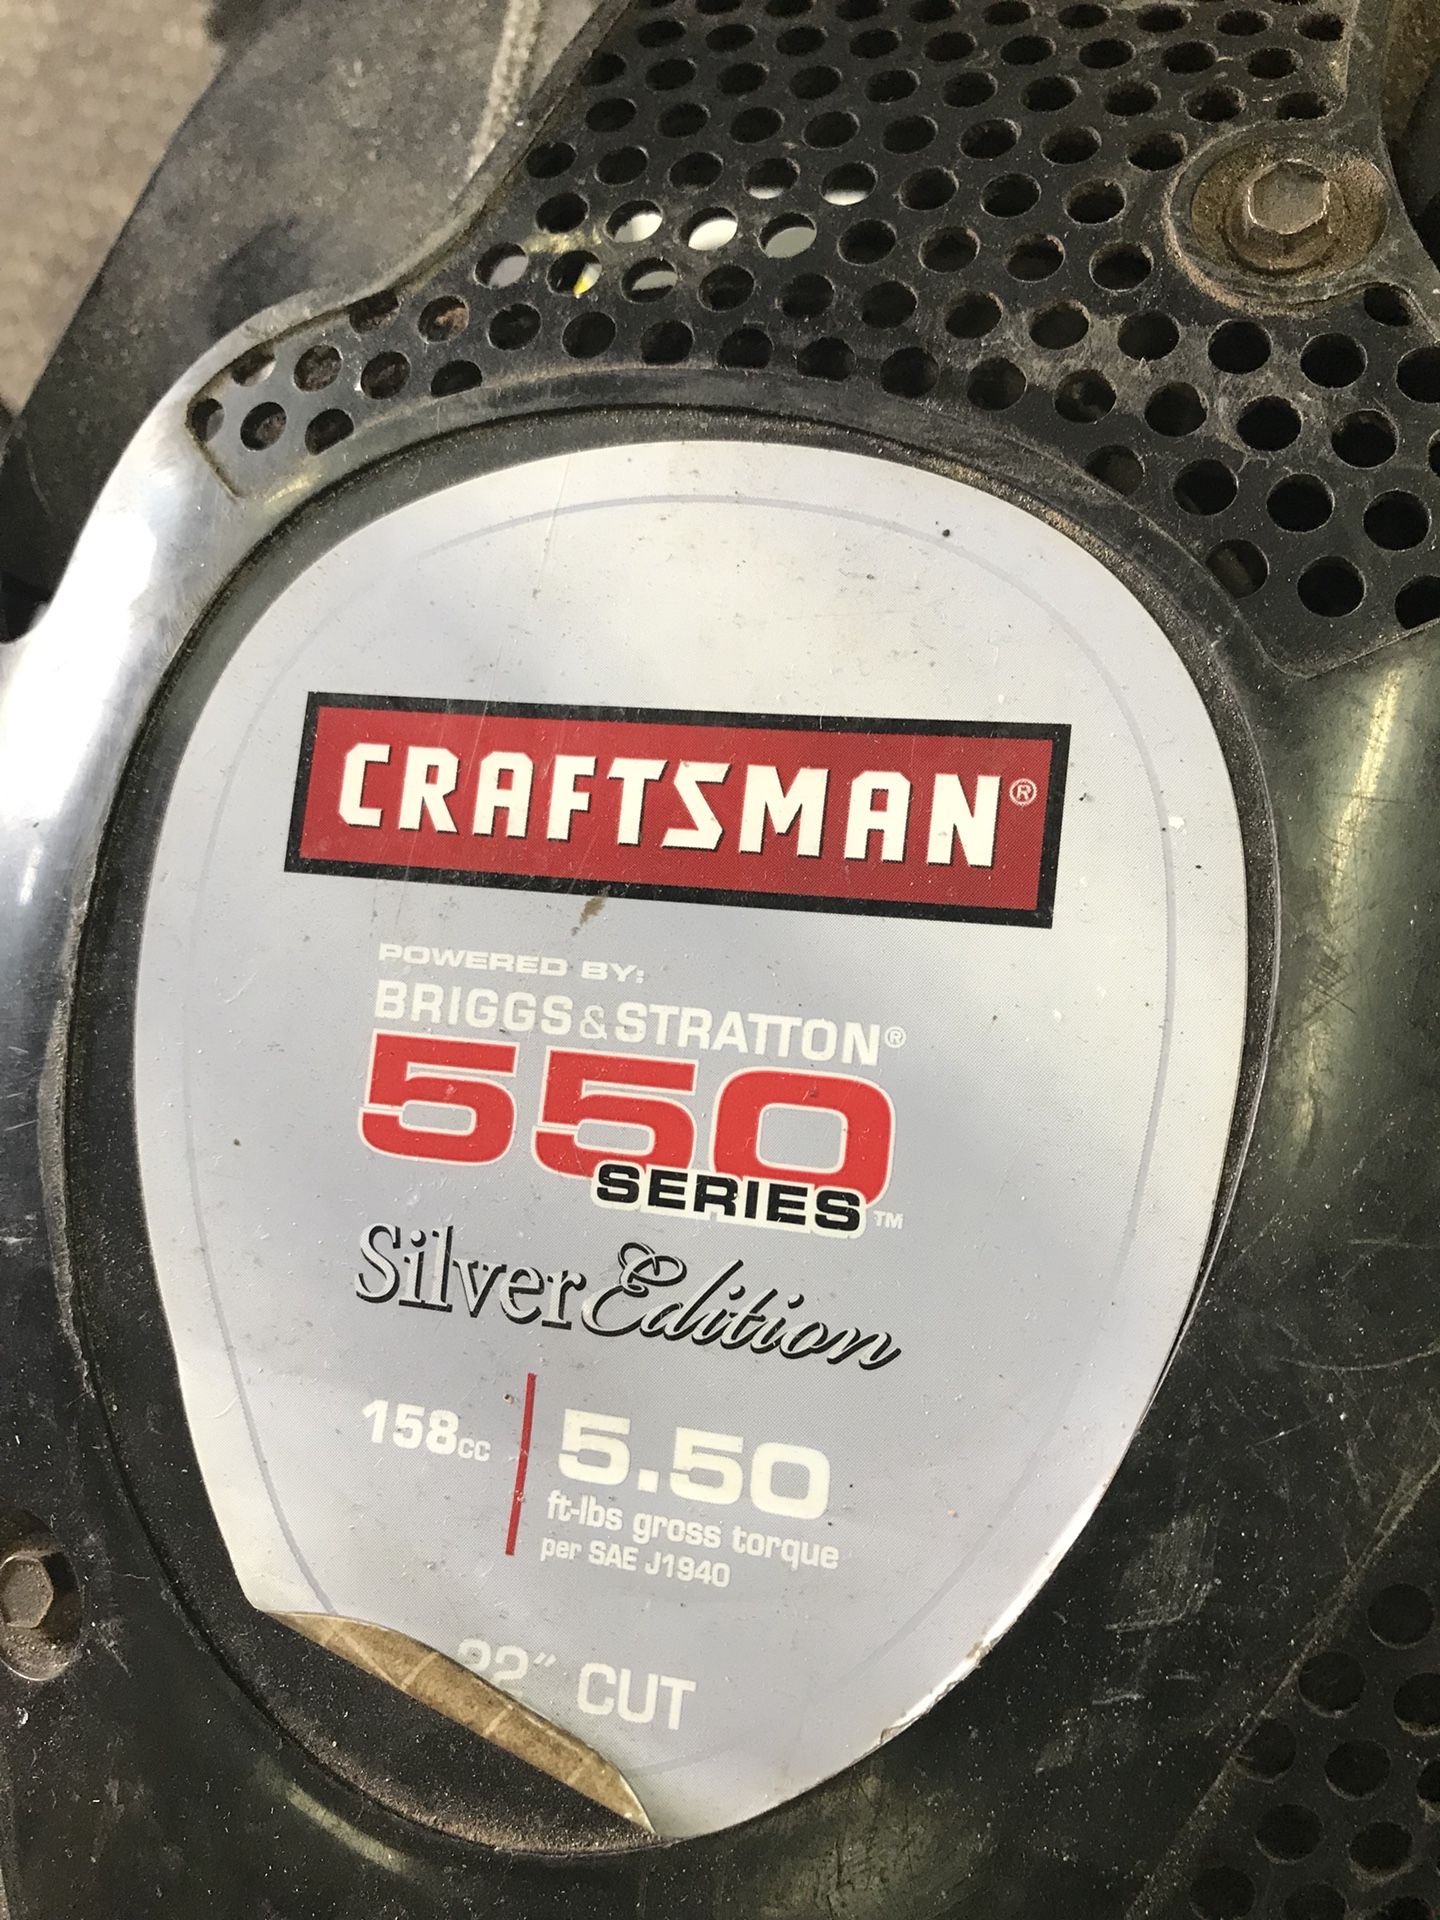 CRAFTSMAN®
POWERED BY:
BRIGGS & STRATTON®
550
SERIES™
Silver Edition
158cc
5.50
ft-lbs gross torque
per SAE J1940
22" CUT